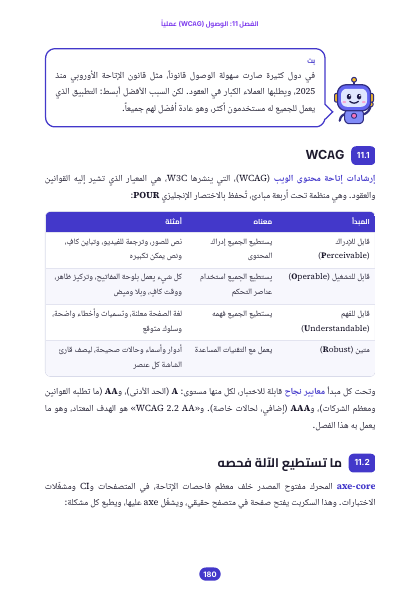 الفصل 11: الوصول (WCAG) عمليًا
بت
في دول كثيرة صارت سهولة الوصول قانونًا، مثل قانون الإتاحة الأوروبي منذ
2025، ويطلبها العملاء الكبار في العقود. لكن السبب الأفضل أبسط: التطبيق الذي
يعمل للجميع له مستخدمون أكثر، وهو عادة أفضل لهم جميعًا.
11.1 WCAG
إرشادات إتاحة محتوى الويب (WCAG)، التي ينشرها W3C، هي المعيار الذي تشير إليه القوانين
والعقود. وهي منظمة تحت أربعة مبادئ، تُحفظ بالاختصار الإنجليزي POUR:
المبدأ معناه أمثلة
قابل للإدراك يستطيع الجميع إدراك نص للصور، وترجمة للفيديو، وتباين كافٍ،
(Perceivable) المحتوى ونص يمكن تكبيره
قابل للتشغيل (Operable) يستطيع الجميع استخدام كل شيء يعمل بلوحة المفاتيح، وتركيز ظاهر،
عناصر التحكم ووقت كافٍ، وبلا وميض
قابل للفهم يستطيع الجميع فهمه لغة الصفحة معلنة، وتسميات وأخطاء واضحة،
(Understandable) وسلوك متوقع
متين (Robust) يعمل مع التقنيات المساعدة أدوار وأسماء وحالات صحيحة، ليصف قارئ
الشاشة كل عنصر
وتحت كل مبدأ معايير نجاح قابلة للاختبار، لكل منها مستوى: A (الحد الأدنى)، وAA (ما تطلبه القوانين
ومعظم الشركات)، وAAA (إضافي، لحالات خاصة). و«WCAG 2.2 AA» هو الهدف المعتاد، وهو ما
يعمل به هذا الفصل.
11.2 ما تستطيع الآلة فحصه
axe-core المحرك مفتوح المصدر خلف معظم فاحصات الإتاحة، في المتصفحات وCI ومشغّلات
الاختبارات. وهذا السكربت يفتح صفحة في متصفح حقيقي، ويشغّل axe عليها، ويطبع كل مشكلة:
180